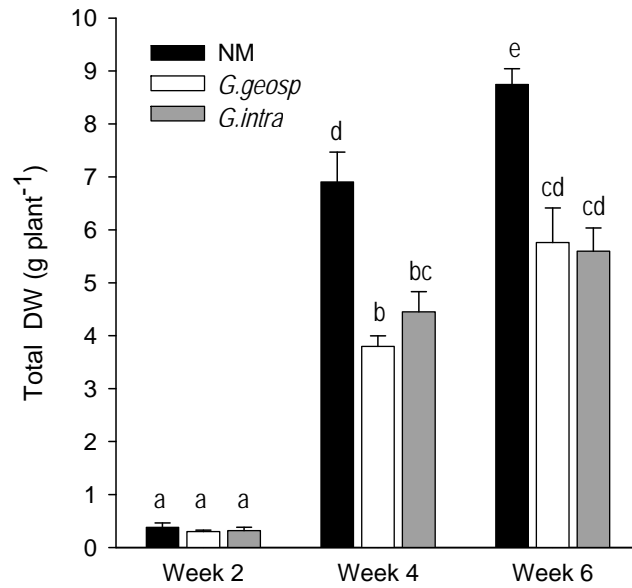 Total DW (g plant⁻¹)
10
9
8
7
6
5
4
3
2
1
0
NM
G.geosp
G.intra
a a a
d
b
bc
e
cd
cd
Week 2 Week 4 Week 6